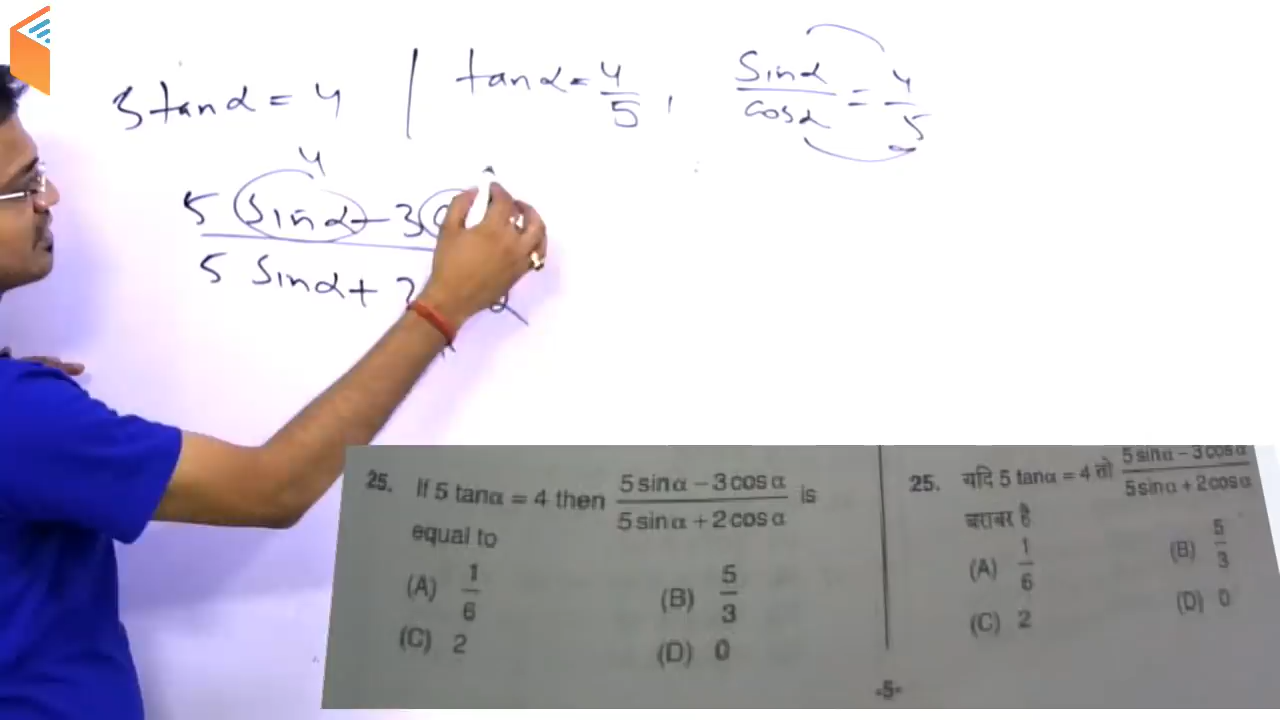 5 tanα = 4 | tanα = 4/5 , sinα/cosα = 4/5
4
5 sinα - 3
5 sinα +
25. If 5 tanα = 4 then (5 sinα – 3 cos α)/(5 sinα + 2 cos α) is
equal to
(A) 1/6
(B) 5/3
(C) 2
(D) 0
25. यदि 5 tanα = 4 तो (5 sinα – 3 cosα)/(5 sinα + 2 cosα)
बराबर है
(A) 1/6
(B) 5/3
(C) 2
(D) 0
-5-